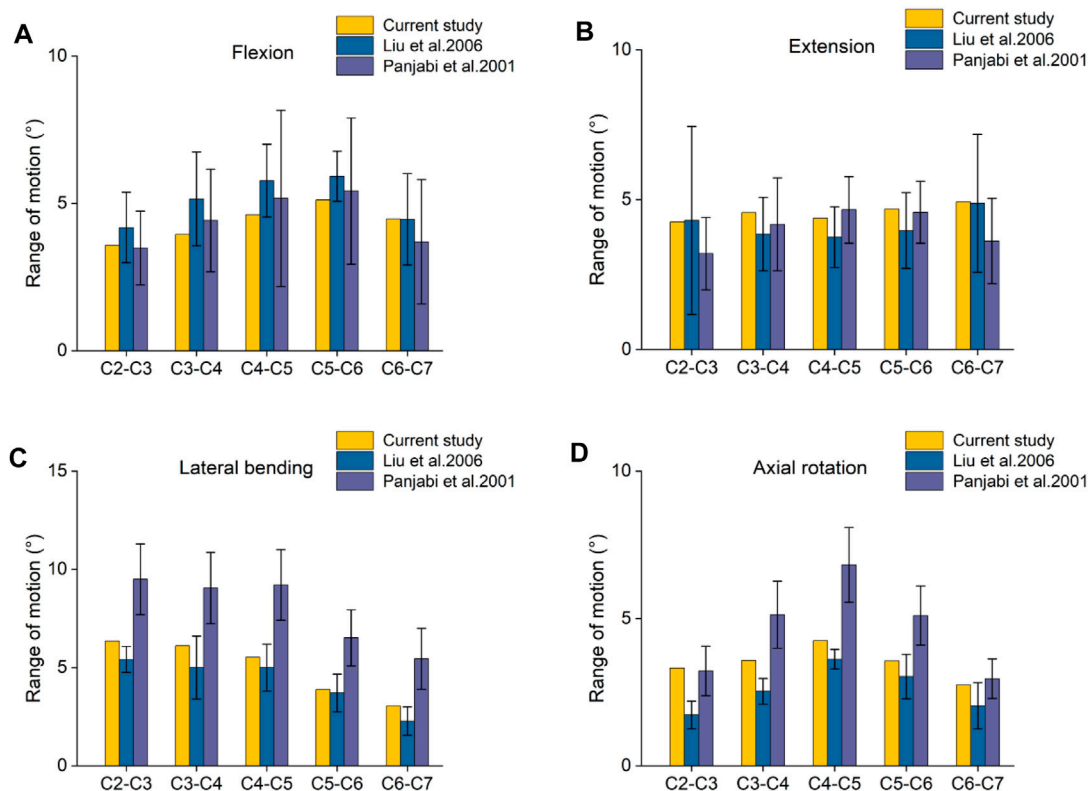 A
Flexion
Current study
Liu et al.2006
Panjabi et al.2001
Range of motion (°)
10
5
0
C2-C3 C3-C4 C4-C5 C5-C6 C6-C7
B
Extension
Current study
Liu et al.2006
Panjabi et al.2001
Range of motion (°)
10
5
0
C2-C3 C3-C4 C4-C5 C5-C6 C6-C7
C
Lateral bending
Current study
Liu et al.2006
Panjabi et al.2001
Range of motion (°)
15
10
5
0
C2-C3 C3-C4 C4-C5 C5-C6 C6-C7
D
Axial rotation
Current study
Liu et al.2006
Panjabi et al.2001
Range of motion (°)
10
5
0
C2-C3 C3-C4 C4-C5 C5-C6 C6-C7